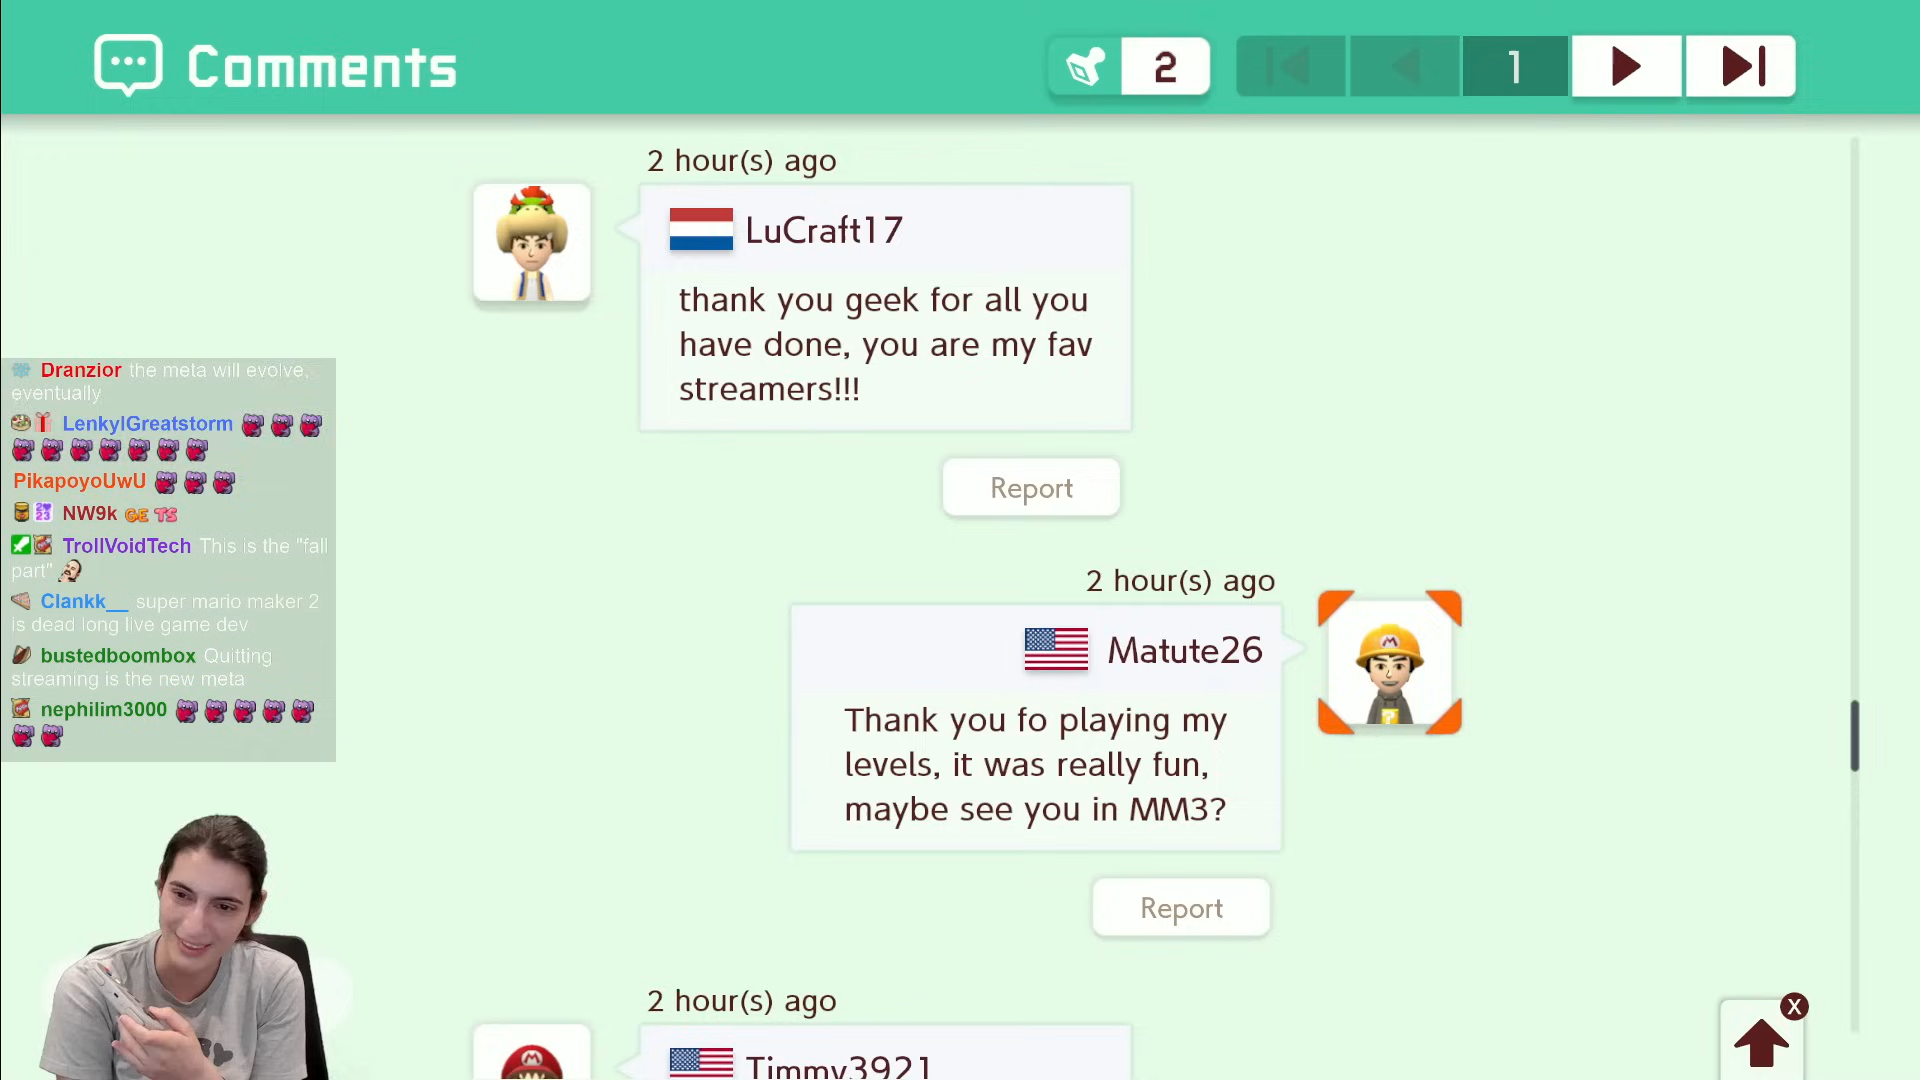 Comments
2
1
2 hour(s) ago
LuCraft17
thank you geek for all you
have done, you are my fav
streamers!!!
Report
Dranzior the meta will evolve,
eventually
LenkylGreatstorm
PikapoyoUwU
NW9k GE TS
TrollVoidTech This is the "fall
part"
Clankk__ super mario maker 2
is dead long live game dev
bustedboombox Quitting
streaming is the new meta
nephilim3000
2 hour(s) ago
Matute26
Thank you fo playing my
levels, it was really fun,
maybe see you in MM3?
Report
2 hour(s) ago
Timmy3921
X